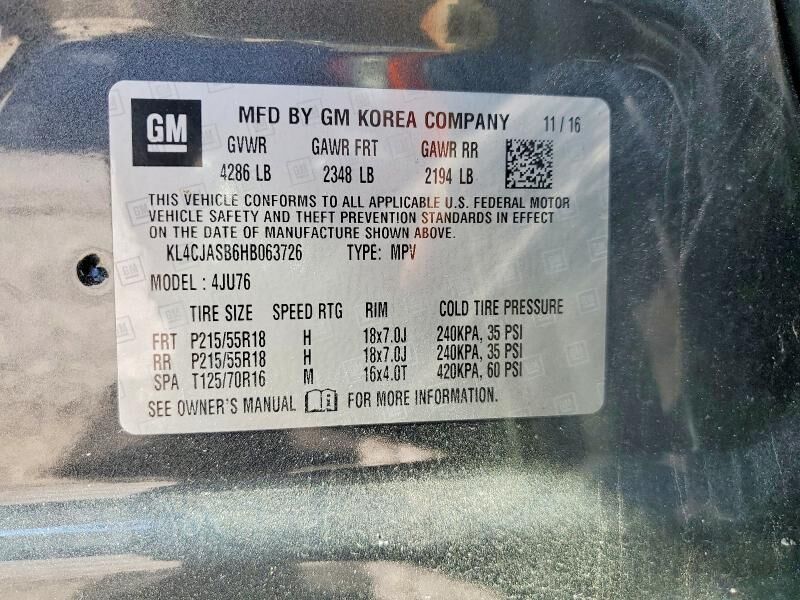 GM
MFD BY GM KOREA COMPANY 11 / 16
GVWR GAWR FRT GAWR RR
4286 LB 2348 LB 2194 LB
THIS VEHICLE CONFORMS TO ALL APPLICABLE U.S. FEDERAL MOTOR
VEHICLE SAFETY AND THEFT PREVENTION STANDARDS IN EFFECT
ON THE DATE OF MANUFACTURE SHOWN ABOVE.
KL4CJASB6HB063726 TYPE: MPV
MODEL : 4JU76
TIRE SIZE SPEED RTG RIM COLD TIRE PRESSURE
FRT P215/55R18 H 18x7.0J 240KPA, 35 PSI
RR P215/55R18 H 18x7.0J 240KPA, 35 PSI
SPA T125/70R16 M 16x4.0T 420KPA, 60 PSI
SEE OWNER'S MANUAL i FOR MORE INFORMATION.